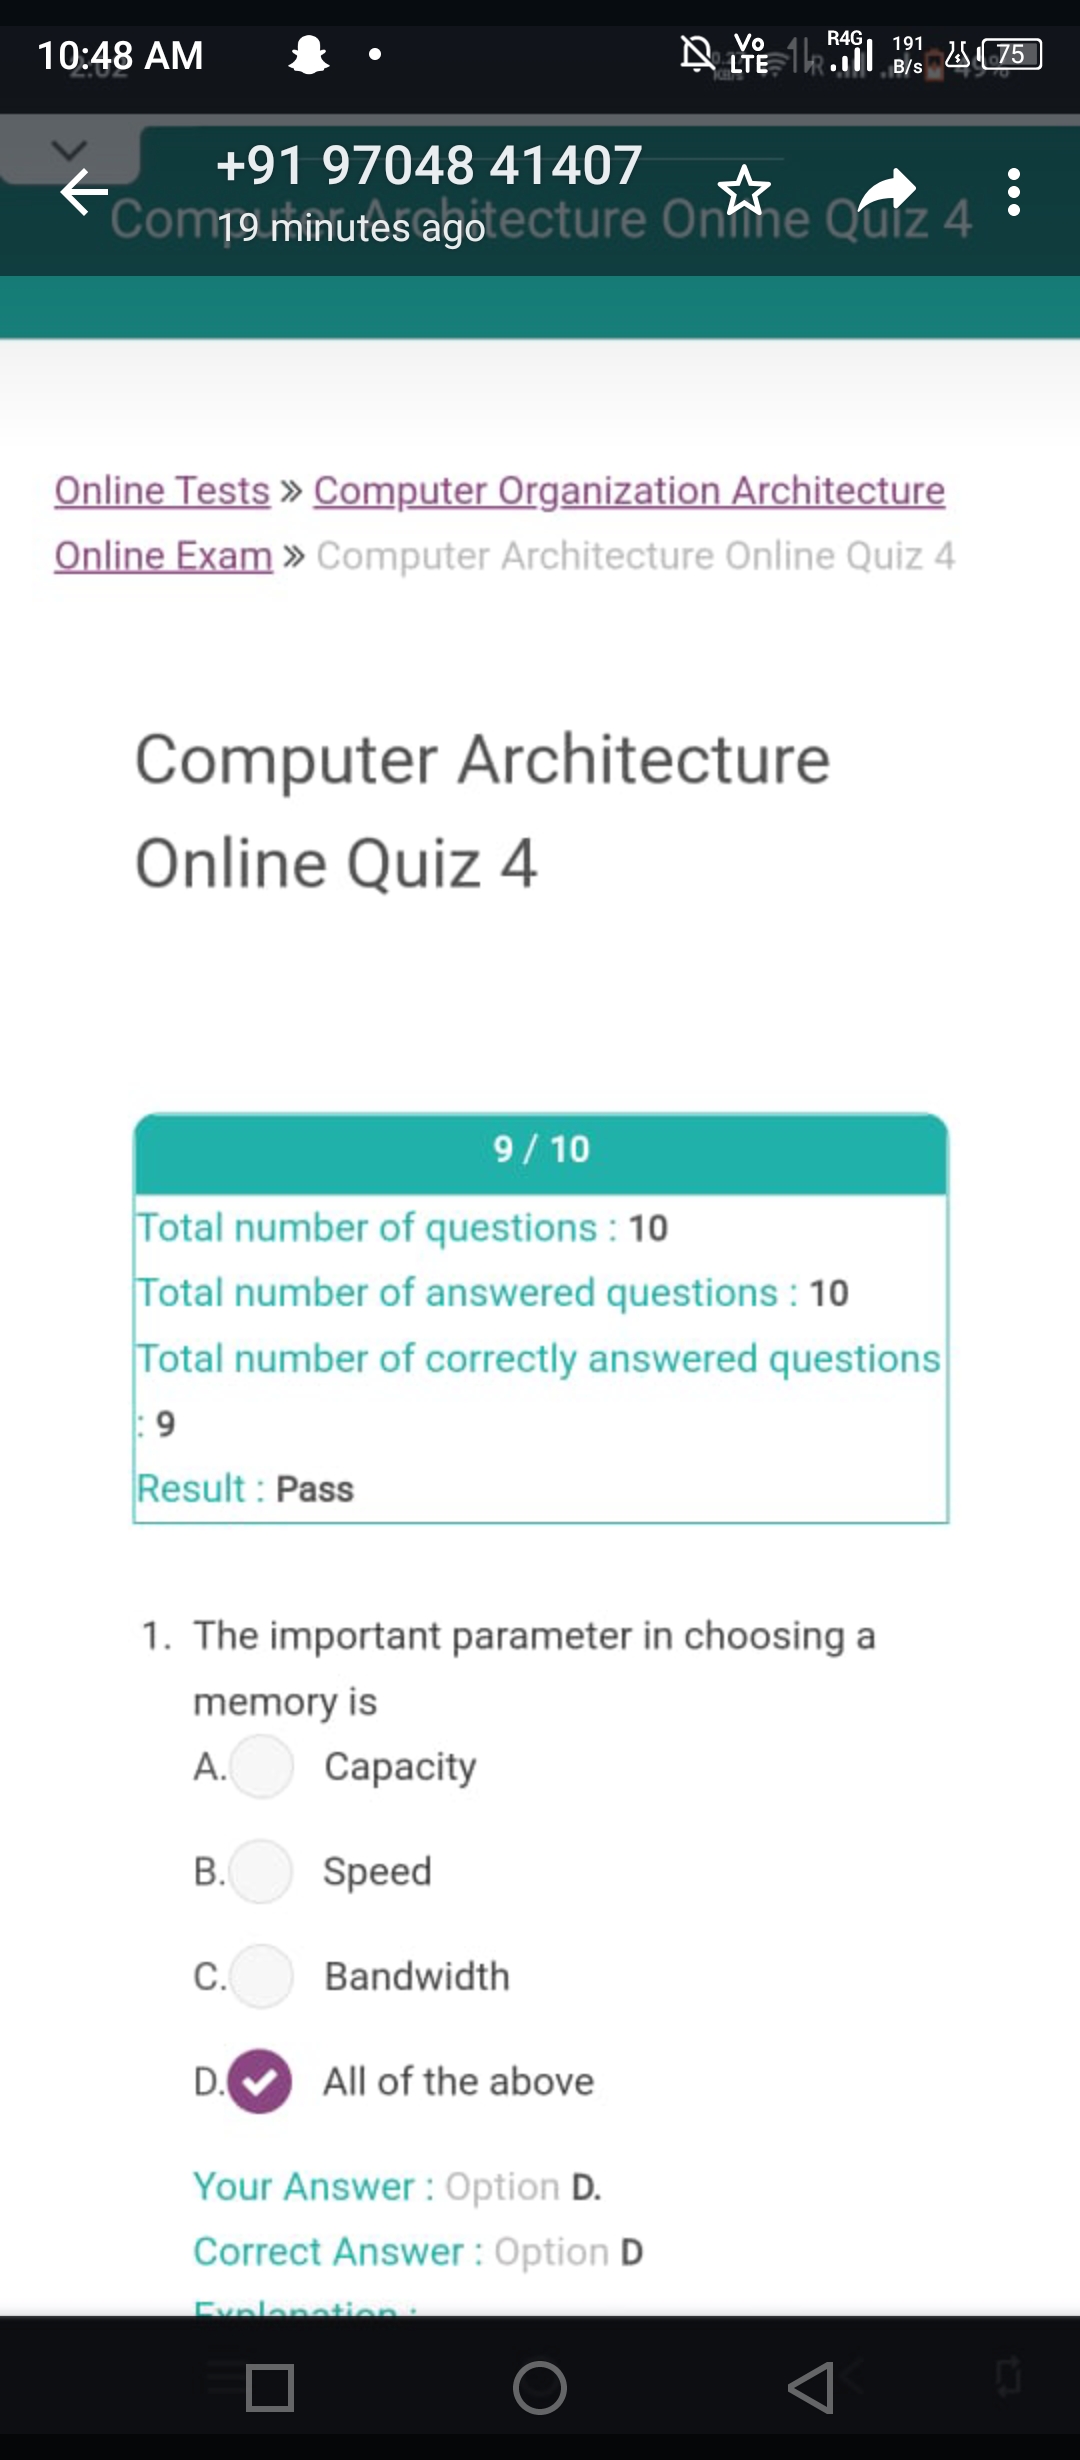 10:48 AM
Vo
LTE
R4G
191
B/s
75
+91 97048 41407
19 minutes ago
Computer Architecture Online Quiz 4
Online Tests » Computer Organization Architecture
Online Exam » Computer Architecture Online Quiz 4
Computer Architecture
Online Quiz 4
9 / 10
Total number of questions : 10
Total number of answered questions : 10
Total number of correctly answered questions
: 9
Result : Pass
1. The important parameter in choosing a
memory is
A. Capacity
B. Speed
C. Bandwidth
D. All of the above
Your Answer : Option D.
Correct Answer : Option D
Explanation :